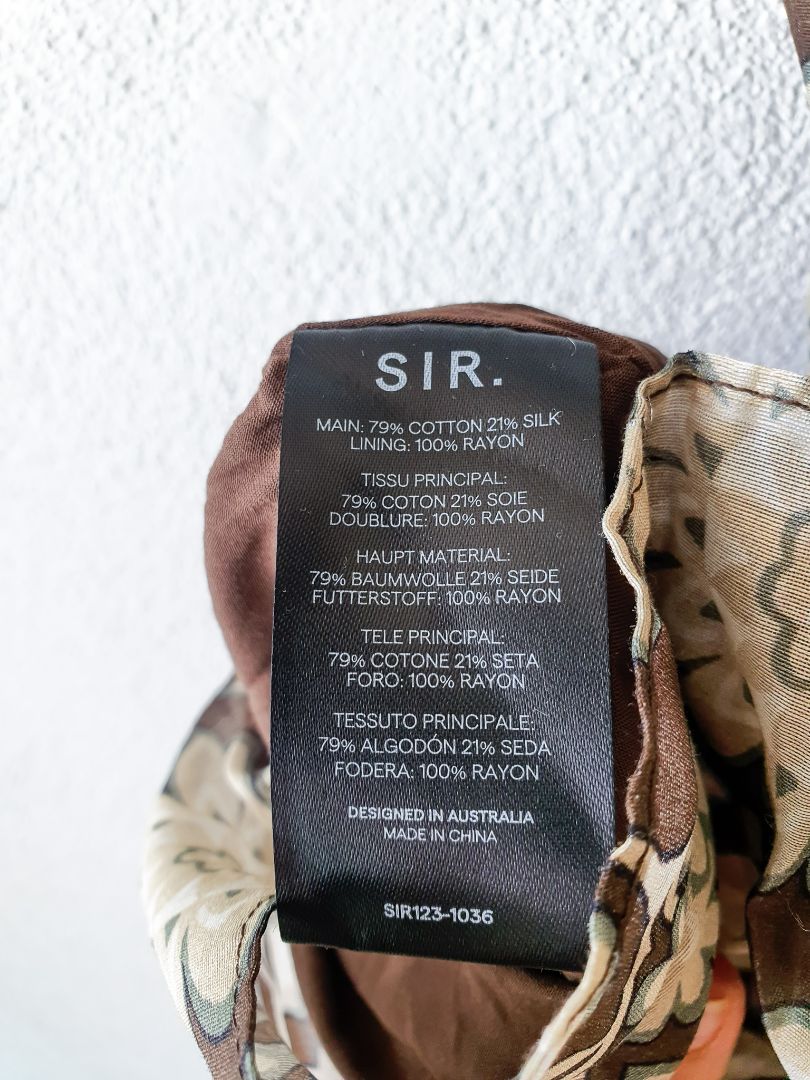 SIR.
MAIN: 79% COTTON 21% SILK
LINING: 100% RAYON
TISSU PRINCIPAL:
79% COTON 21% SOIE
DOUBLURE: 100% RAYON
HAUPT MATERIAL:
79% BAUMWOLLE 21% SEIDE
FUTTERSTOFF: 100% RAYON
TELE PRINCIPAL:
79% COTONE 21% SETA
FORO: 100% RAYON
TESSUTO PRINCIPALE:
79% ALGODÓN 21% SEDA
FODERA: 100% RAYON
DESIGNED IN AUSTRALIA
MADE IN CHINA
SIR123-1036